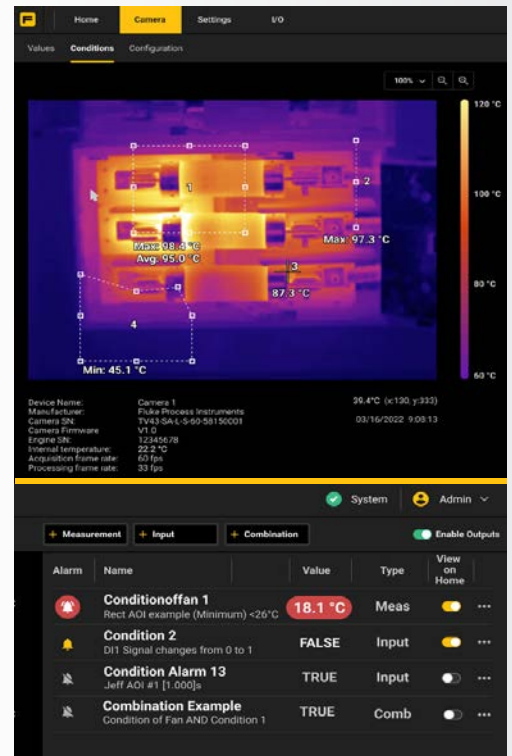 Home Camera Settings I/O
Values Conditions Configuration
100%
120 °C
1
2
100 °C
Max: 98.4 °C
Avg. 95.0 °C
Max: 97.3 °C
3
87.3 °C
80 °C
4
Min: 45.1 °C
60 °C
Device Name: Camera 1
Manufacturer: Fluke Process Instruments
Camera SN: TV43-SA-L-S-60-58150001
Camera Firmware V1.0
Engine SN: 12345678
Internal temperature: 22.2 °C
Acquisition frame rate: 60 fps
Processing frame rate: 33 fps
39.4°C (x:130, y:333)
03/16/2022 9:03:13
System Admin
+ Measurement + Input + Combination Enable Outputs
Alarm Name Value Type View on Home
Conditionoffan 1 18.1 °C Meas
Rect AOI example (Minimum) <26°C
Condition 2 FALSE Input
DI1 Signal changes from 0 to 1
Condition Alarm 13 TRUE Input
Jeff AOI #1 [1.000]s
Combination Example TRUE Comb
Condition of Fan AND Condition 1